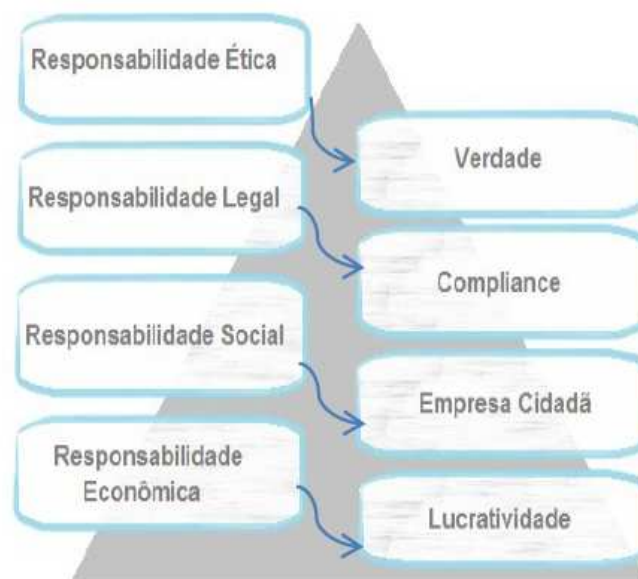 Responsabilidade Ética
Verdade
Responsabilidade Legal
Compliance
Responsabilidade Social
Empresa Cidadã
Responsabilidade
Econômica
Lucratividade